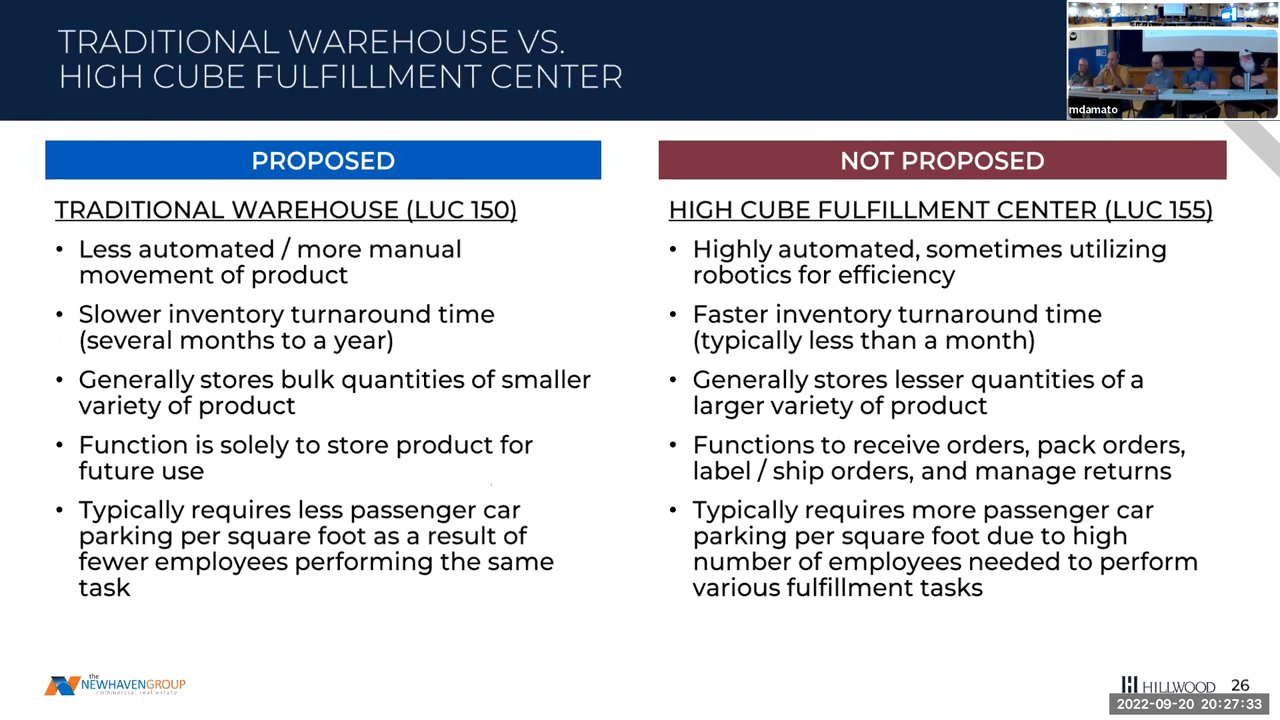 TRADITIONAL WAREHOUSE VS.
HIGH CUBE FULFILLMENT CENTER
mdamato
PROPOSED
TRADITIONAL WAREHOUSE (LUC 150)
• Less automated / more manual
movement of product
• Slower inventory turnaround time
(several months to a year)
• Generally stores bulk quantities of smaller
variety of product
• Function is solely to store product for
future use
• Typically requires less passenger car
parking per square foot as a result of
fewer employees performing the same
task
NOT PROPOSED
HIGH CUBE FULFILLMENT CENTER (LUC 155)
• Highly automated, sometimes utilizing
robotics for efficiency
• Faster inventory turnaround time
(typically less than a month)
• Generally stores lesser quantities of a
larger variety of product
• Functions to receive orders, pack orders,
label / ship orders, and manage returns
• Typically requires more passenger car
parking per square foot due to high
number of employees needed to perform
various fulfillment tasks
the
NEWHAVENGROUP
commercial real estate
HILLWOOD
26
2022-09-20 20:27:33